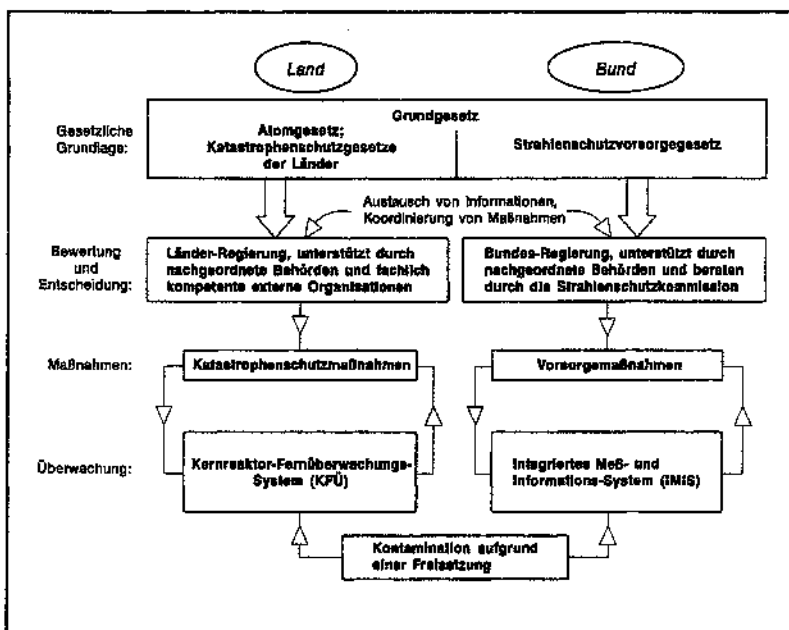 Land
Bund
Gesetzliche
Grundlage:
Grundgesetz
Atomgesetz;
Katastrophenschutzgesetze
der Länder
Strahlenschutzvorsorgegesetz
Austausch von Informationen,
Koordinierung von Maßnahmen
Bewertung
und
Entscheidung:
Länder-Regierung, unterstützt durch
nachgeordnete Behörden und fachlich
kompetente externe Organisationen
Bundes-Regierung, unterstützt durch
nachgeordnete Behörden und beraten
durch die Strahlenschutzkommission
Maßnahmen:
Katastrophenschutzmaßnahmen
Vorsorgemaßnahmen
Überwachung:
Kernreaktor-Fernüberwachungs-
System (KFÜ)
Integriertes Meß- und
Informations-System (IMIS)
Kontamination aufgrund
einer Freisetzung